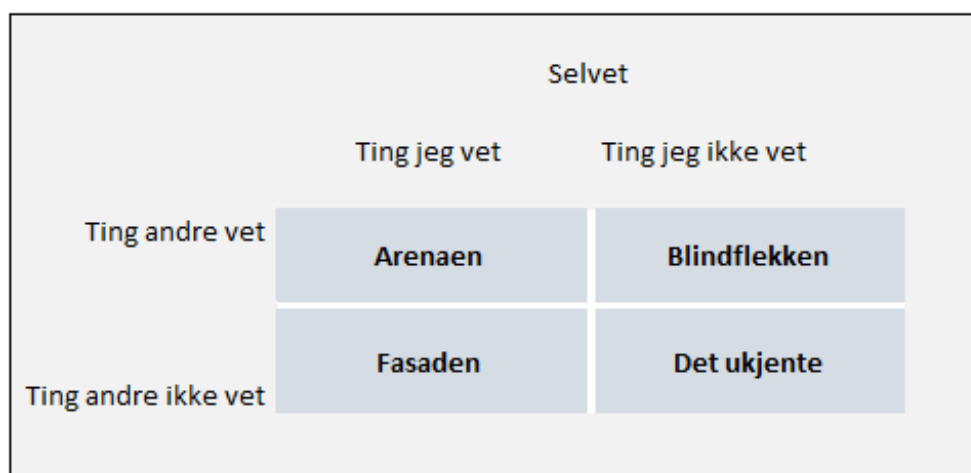 Selvet
Ting jeg vet Ting jeg ikke vet
Ting andre vet
Arenaen Blindflekken
Fasaden Det ukjente
Ting andre ikke vet